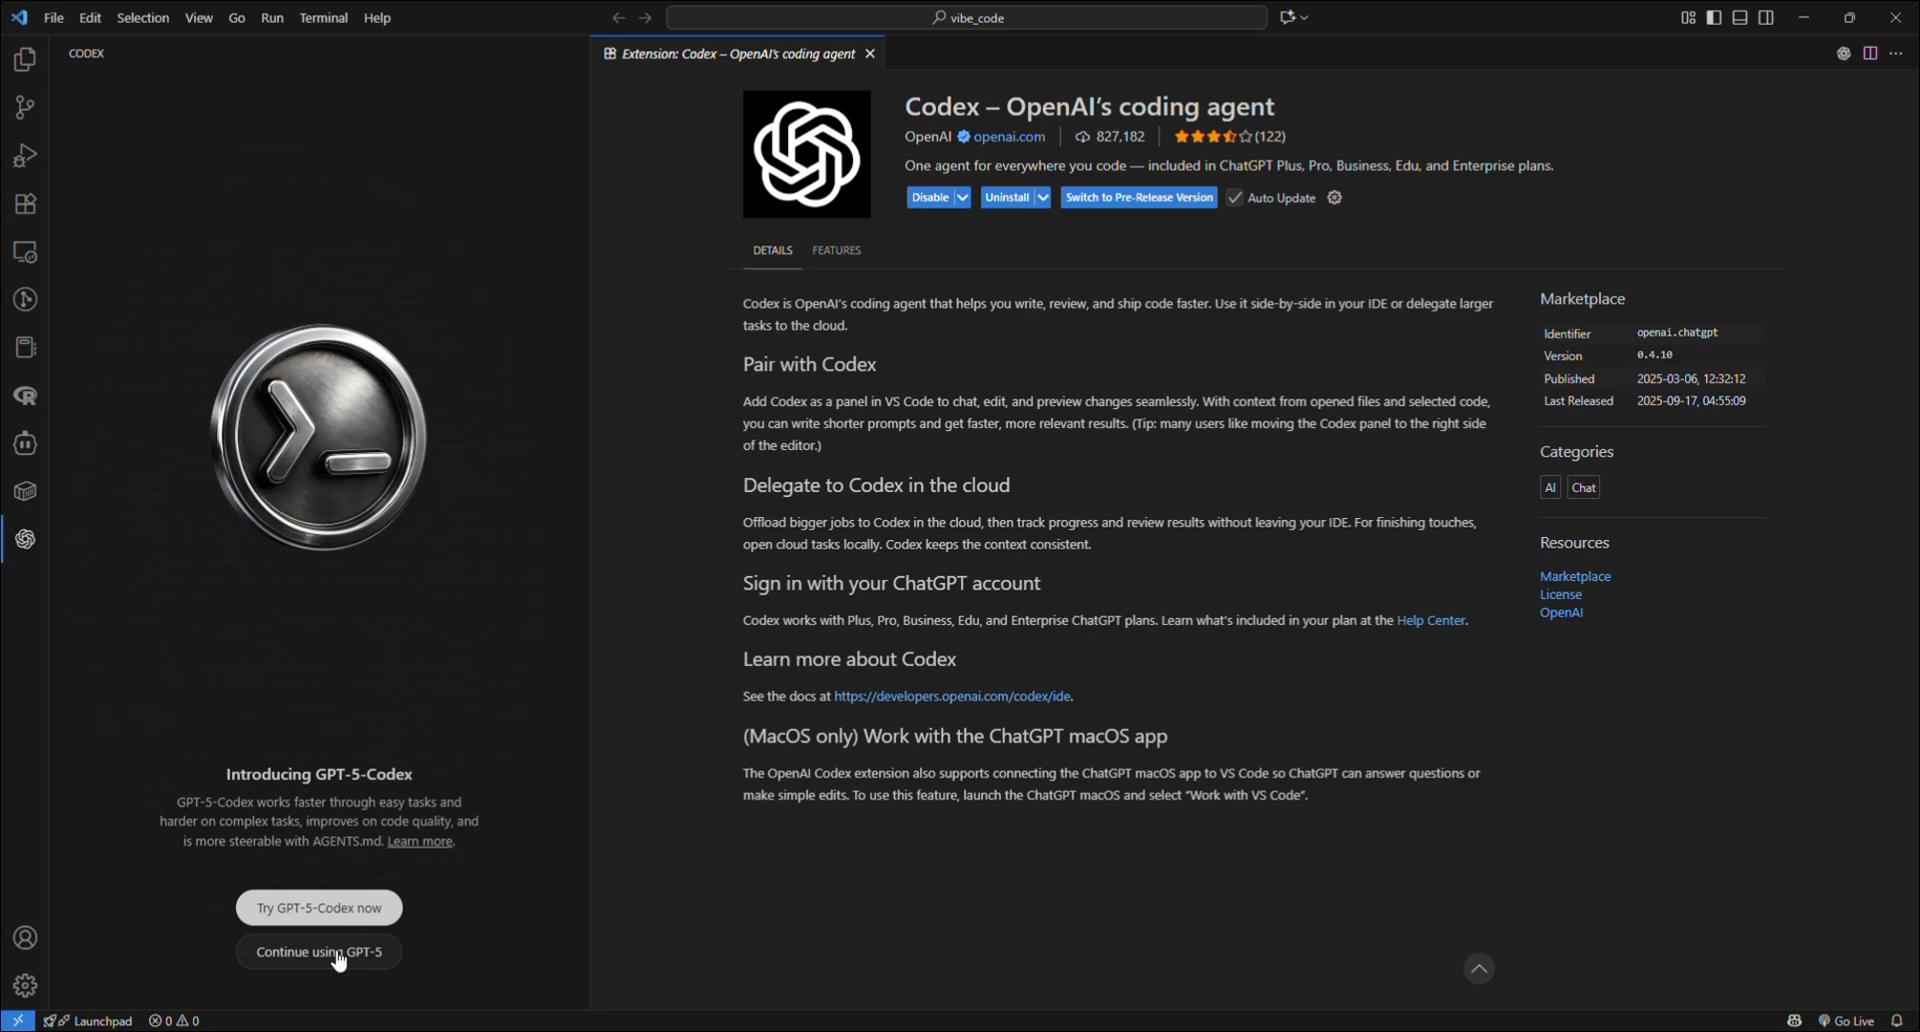 File Edit Selection View Go Run Terminal Help
vibe_code
CODEX
Extension: Codex – OpenAI's coding agent
Codex – OpenAI's coding agent
OpenAI openai.com 827,182 (122)
One agent for everywhere you code — included in ChatGPT Plus, Pro, Business, Edu, and Enterprise plans.
Disable Uninstall Switch to Pre-Release Version Auto Update
DETAILS FEATURES
Codex is OpenAI's coding agent that helps you write, review, and ship code faster. Use it side-by-side in your IDE or delegate larger
tasks to the cloud.
Pair with Codex
Add Codex as a panel in VS Code to chat, edit, and preview changes seamlessly. With context from opened files and selected code,
you can write shorter prompts and get faster, more relevant results. (Tip: many users like moving the Codex panel to the right side
of the editor.)
Delegate to Codex in the cloud
Offload bigger jobs to Codex in the cloud, then track progress and review results without leaving your IDE. For finishing touches,
open cloud tasks locally. Codex keeps the context consistent.
Sign in with your ChatGPT account
Codex works with Plus, Pro, Business, Edu, and Enterprise ChatGPT plans. Learn what's included in your plan at the Help Center.
Learn more about Codex
See the docs at https://developers.openai.com/codex/ide.
(MacOS only) Work with the ChatGPT macOS app
The OpenAI Codex extension also supports connecting the ChatGPT macOS app to VS Code so ChatGPT can answer questions or
make simple edits. To use this feature, launch the ChatGPT macOS and select "Work with VS Code".
Marketplace
Identifier openai.chatgpt
Version 0.4.10
Published 2025-03-06, 12:32:12
Last Released 2025-09-17, 04:55:09
Categories
AI Chat
Resources
Marketplace
License
OpenAI
Introducing GPT-5-Codex
GPT-5-Codex works faster through easy tasks and
harder on complex tasks, improves on code quality, and
is more steerable with AGENTS.md. Learn more.
Try GPT-5-Codex now
Continue using GPT-5
Launchpad 0 0
Go Live